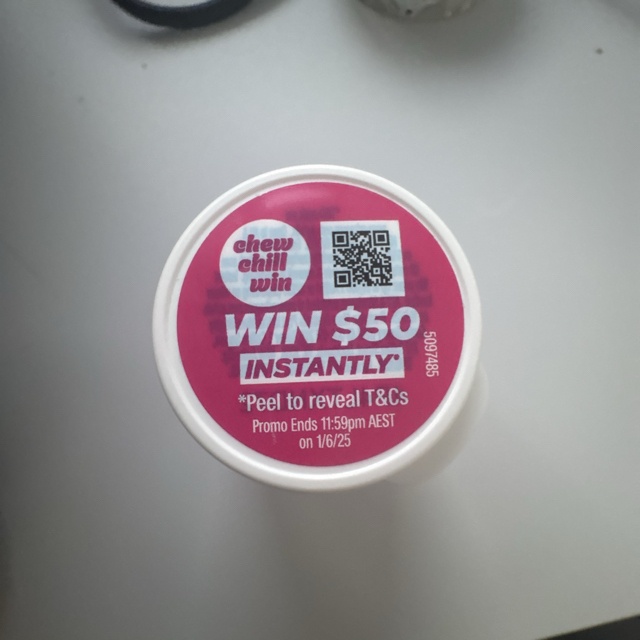 chew
chill
win
WIN $50
INSTANTLY*
*Peel to reveal T&Cs
Promo Ends 11:59pm AEST
on 1/6/25
5097485